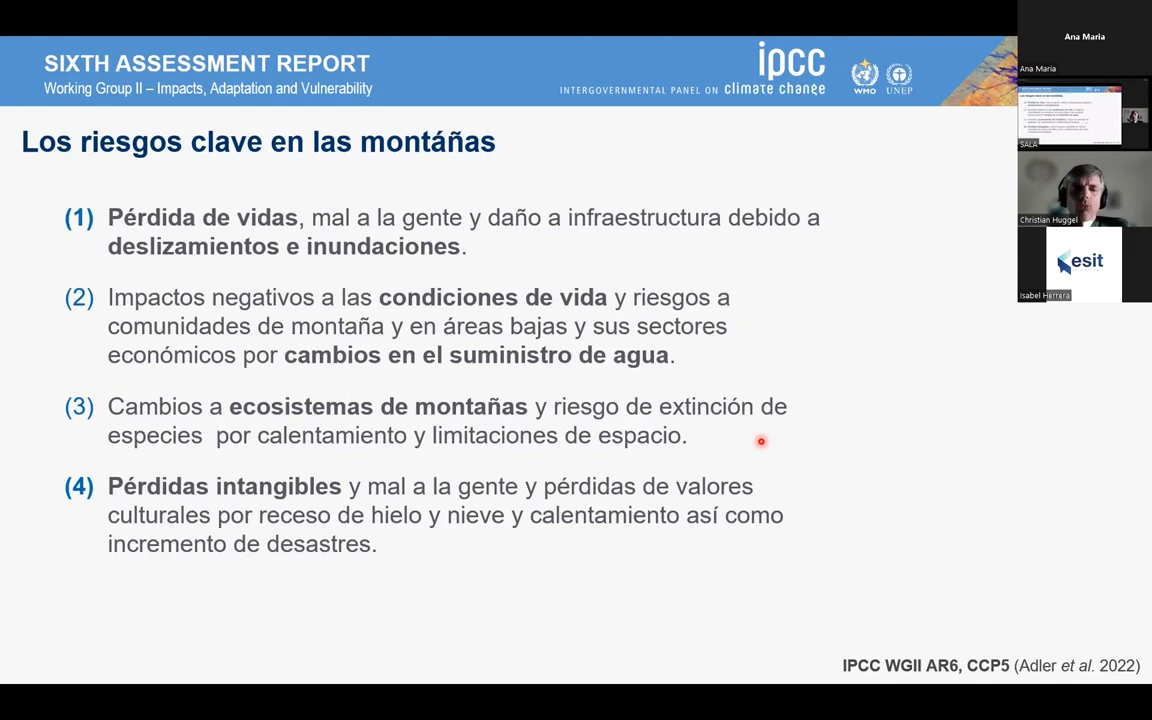 SIXTH ASSESSMENT REPORT
Working Group II – Impacts, Adaptation and Vulnerability
INTERGOVERNMENTAL PANEL ON climate change
ipcc
WMO
UNEP
Los riesgos clave en las montáñas
(1) Pérdida de vidas, mal a la gente y daño a infraestructura debido a
deslizamientos e inundaciones.
(2) Impactos negativos a las condiciones de vida y riesgos a
comunidades de montaña y en áreas bajas y sus sectores
económicos por cambios en el suministro de agua.
(3) Cambios a ecosistemas de montañas y riesgo de extinción de
especies por calentamiento y limitaciones de espacio.
(4) Pérdidas intangibles y mal a la gente y pérdidas de valores
culturales por receso de hielo y nieve y calentamiento así como
incremento de desastres.
IPCC WGII AR6, CCP5 (Adler et al. 2022)
Ana Maria
Ana Maria
SALA
Christian Huggel
esit
Isabel Herrera